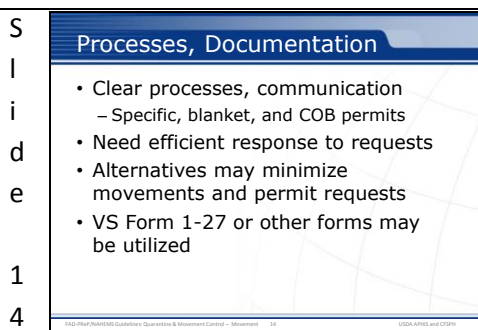 Slide 14
Processes, Documentation
• Clear processes, communication
– Specific, blanket, and COB permits
• Need efficient response to requests
• Alternatives may minimize
movements and permit requests
• VS Form 1-27 or other forms may
be utilized
FAD-PReP/NAHEMS Guidelines: Quarantine & Movement Control – Movement 14 USDA APHIS and CFSPH